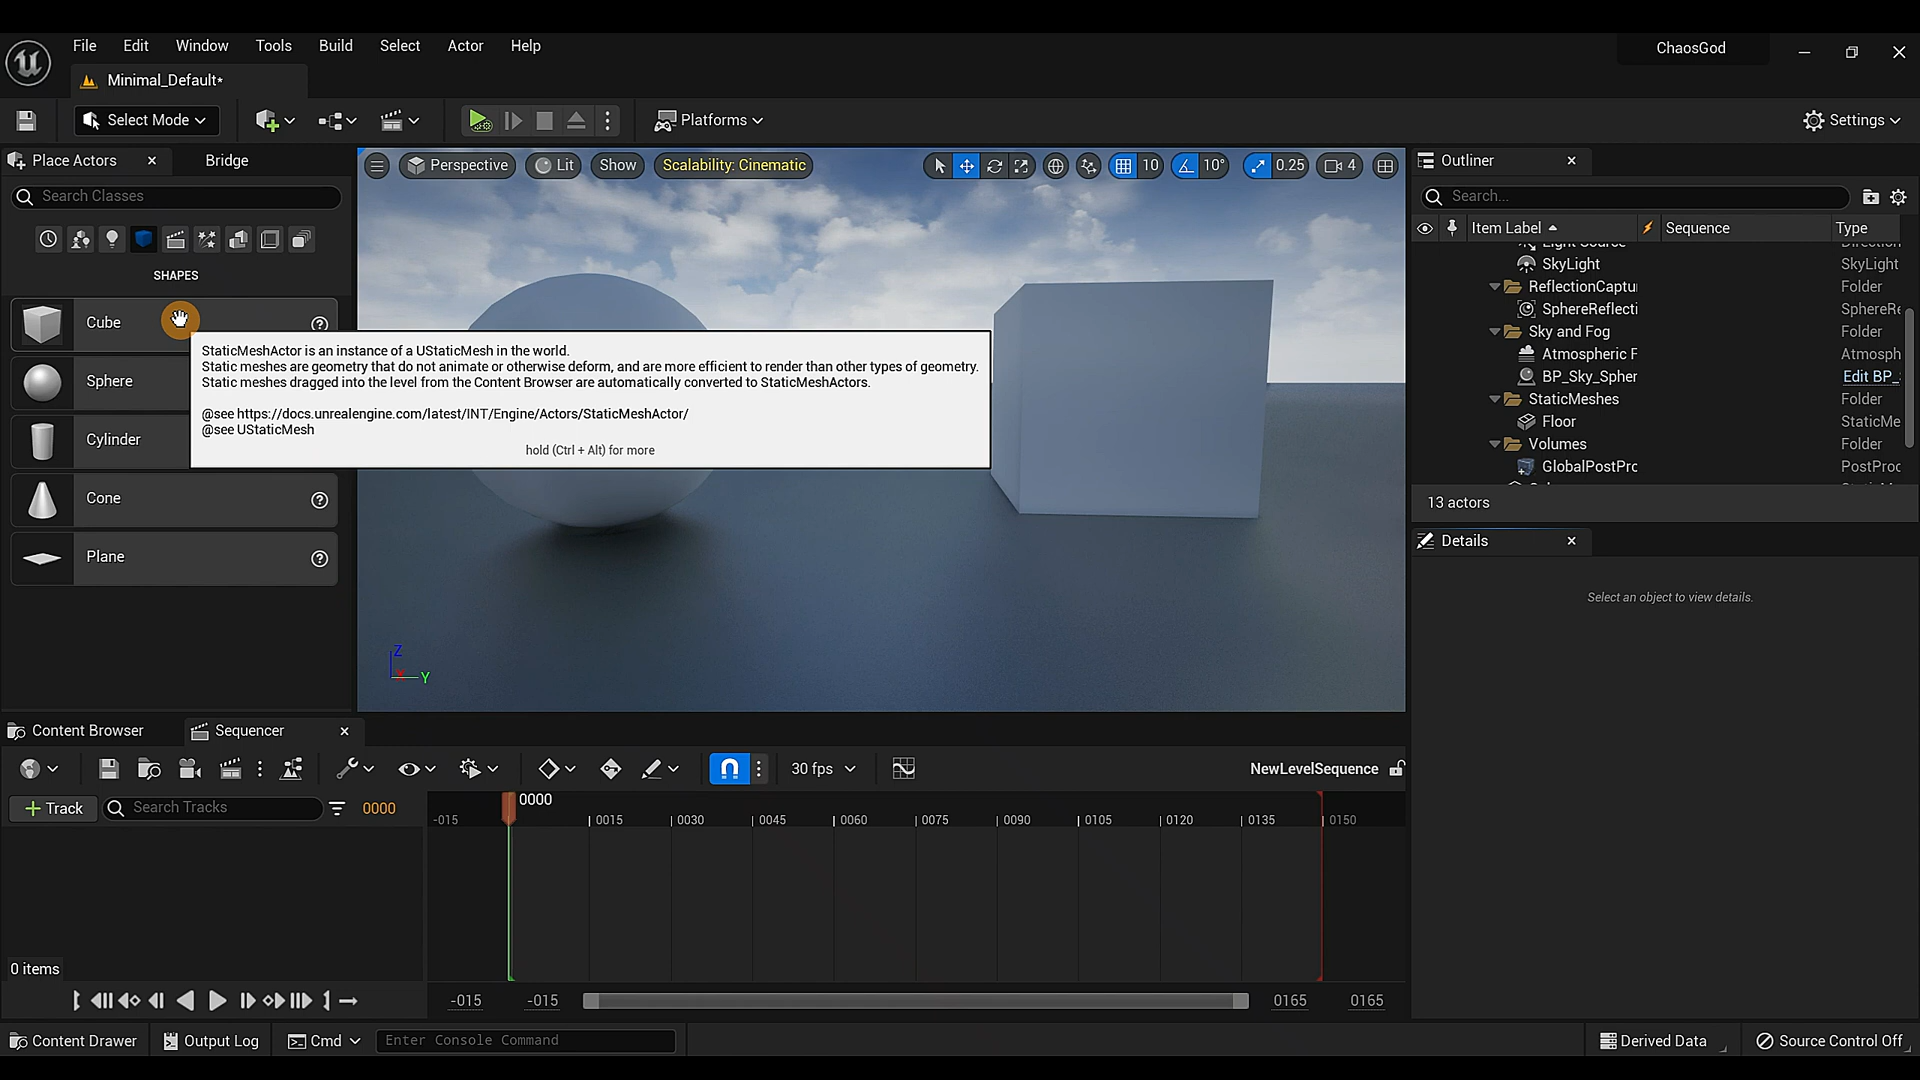 File Edit Window Tools Build Select Actor Help
ChaosGod
Minimal_Default*
Select Mode
Platforms
Settings
Place Actors
Bridge
Perspective Lit Show Scalability: Cinematic
10 10° 0.25 4
Outliner
Search Classes
Search...
Item Label Sequence Type
SHAPES
Light Source
SkyLight SkyLight
ReflectionCaptu Folder
SphereReflecti SphereRe
Sky and Fog Folder
Atmospheric F Atmosph
BP_Sky_Spher Edit BP_
StaticMeshes Folder
Floor StaticMe
Volumes Folder
GlobalPostPrc PostProc
13 actors
Cube
Sphere
Cylinder
Cone
Plane
StaticMeshActor is an instance of a UStaticMesh in the world.
Static meshes are geometry that do not animate or otherwise deform, and are more efficient to render than other types of geometry.
Static meshes dragged into the level from the Content Browser are automatically converted to StaticMeshActors.
@see https://docs.unrealengine.com/latest/INT/Engine/Actors/StaticMeshActor/
@see UStaticMesh
hold (Ctrl + Alt) for more
Details
Select an object to view details.
Z
X
Y
Content Browser
Sequencer
30 fps
NewLevelSequence
Track
Search Tracks
0000
0000
-015 0015 0030 0045 0060 0075 0090 0105 0120 0135 0150
0 items
-015 -015 0165 0165
Content Drawer
Output Log
Cmd
Enter Console Command
Derived Data
Source Control Off